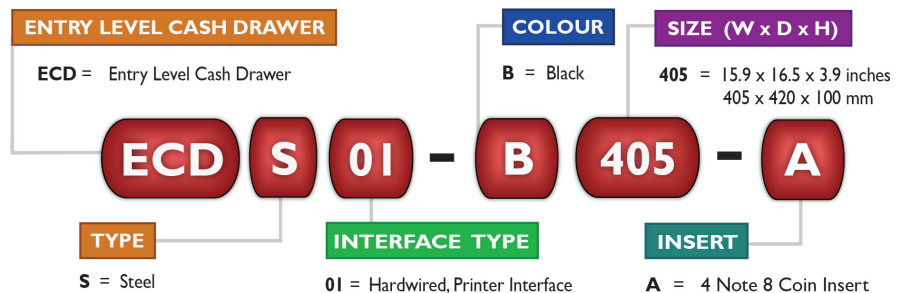 ENTRY LEVEL CASH DRAWER
ECD = Entry Level Cash Drawer
COLOUR
B = Black
SIZE (W x D x H)
405 = 15.9 x 16.5 x 3.9 inches
405 x 420 x 100 mm
ECD S 01 - B 405 - A
TYPE
S = Steel
INTERFACE TYPE
01 = Hardwired, Printer Interface
INSERT
A = 4 Note 8 Coin Insert